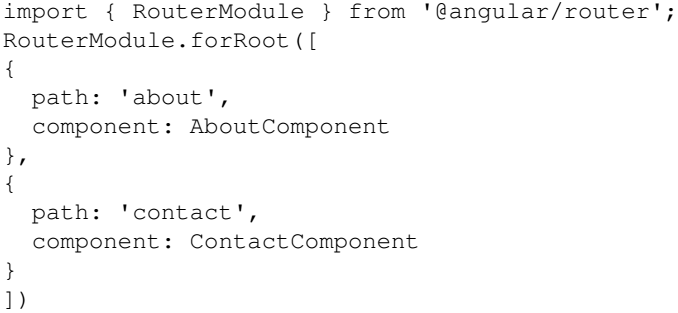 import { RouterModule } from '@angular/router';
RouterModule.forRoot([
{
  path: 'about',
  component: AboutComponent
},
{
  path: 'contact',
  component: ContactComponent
}
])